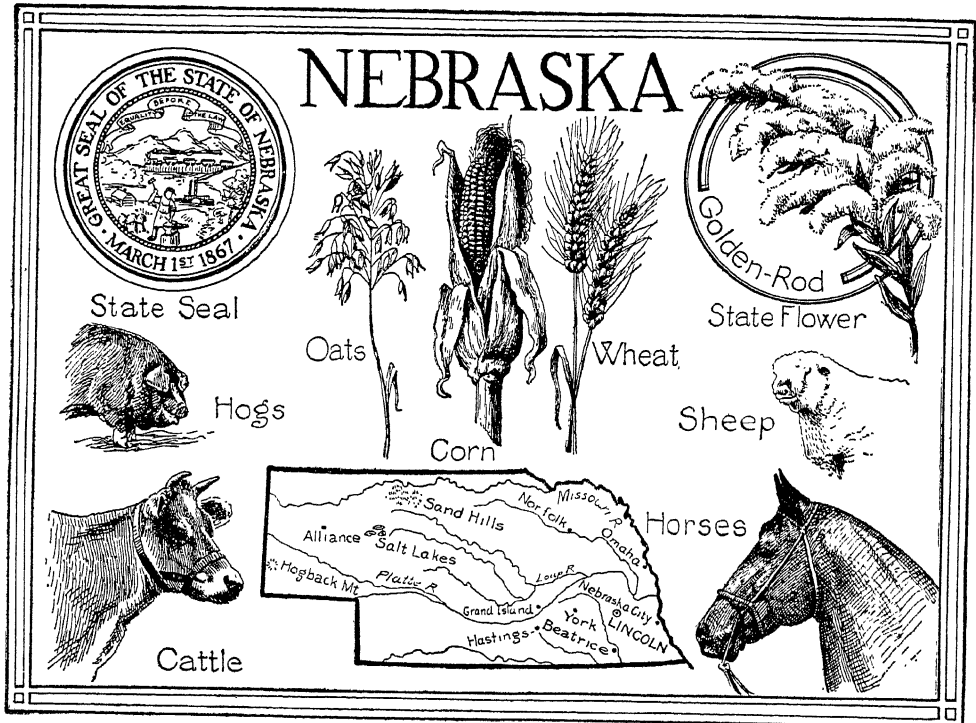 NEBRASKA
GREAT SEAL OF THE STATE OF NEBRASKA
EQUALITY BEFORE THE LAW
• MARCH 1ST 1867 •
State Seal
Golden-Rod
State Flower
Oats
Corn
Wheat
Hogs
Sheep
Cattle
Horses
Missouri R
Norfolk
Sand Hills
Omaha
Alliance
Salt Lakes
Hogback Mt
Platte R
Loup R
Nebraska City
Grand Island
York
LINCOLN
Hastings
Beatrice